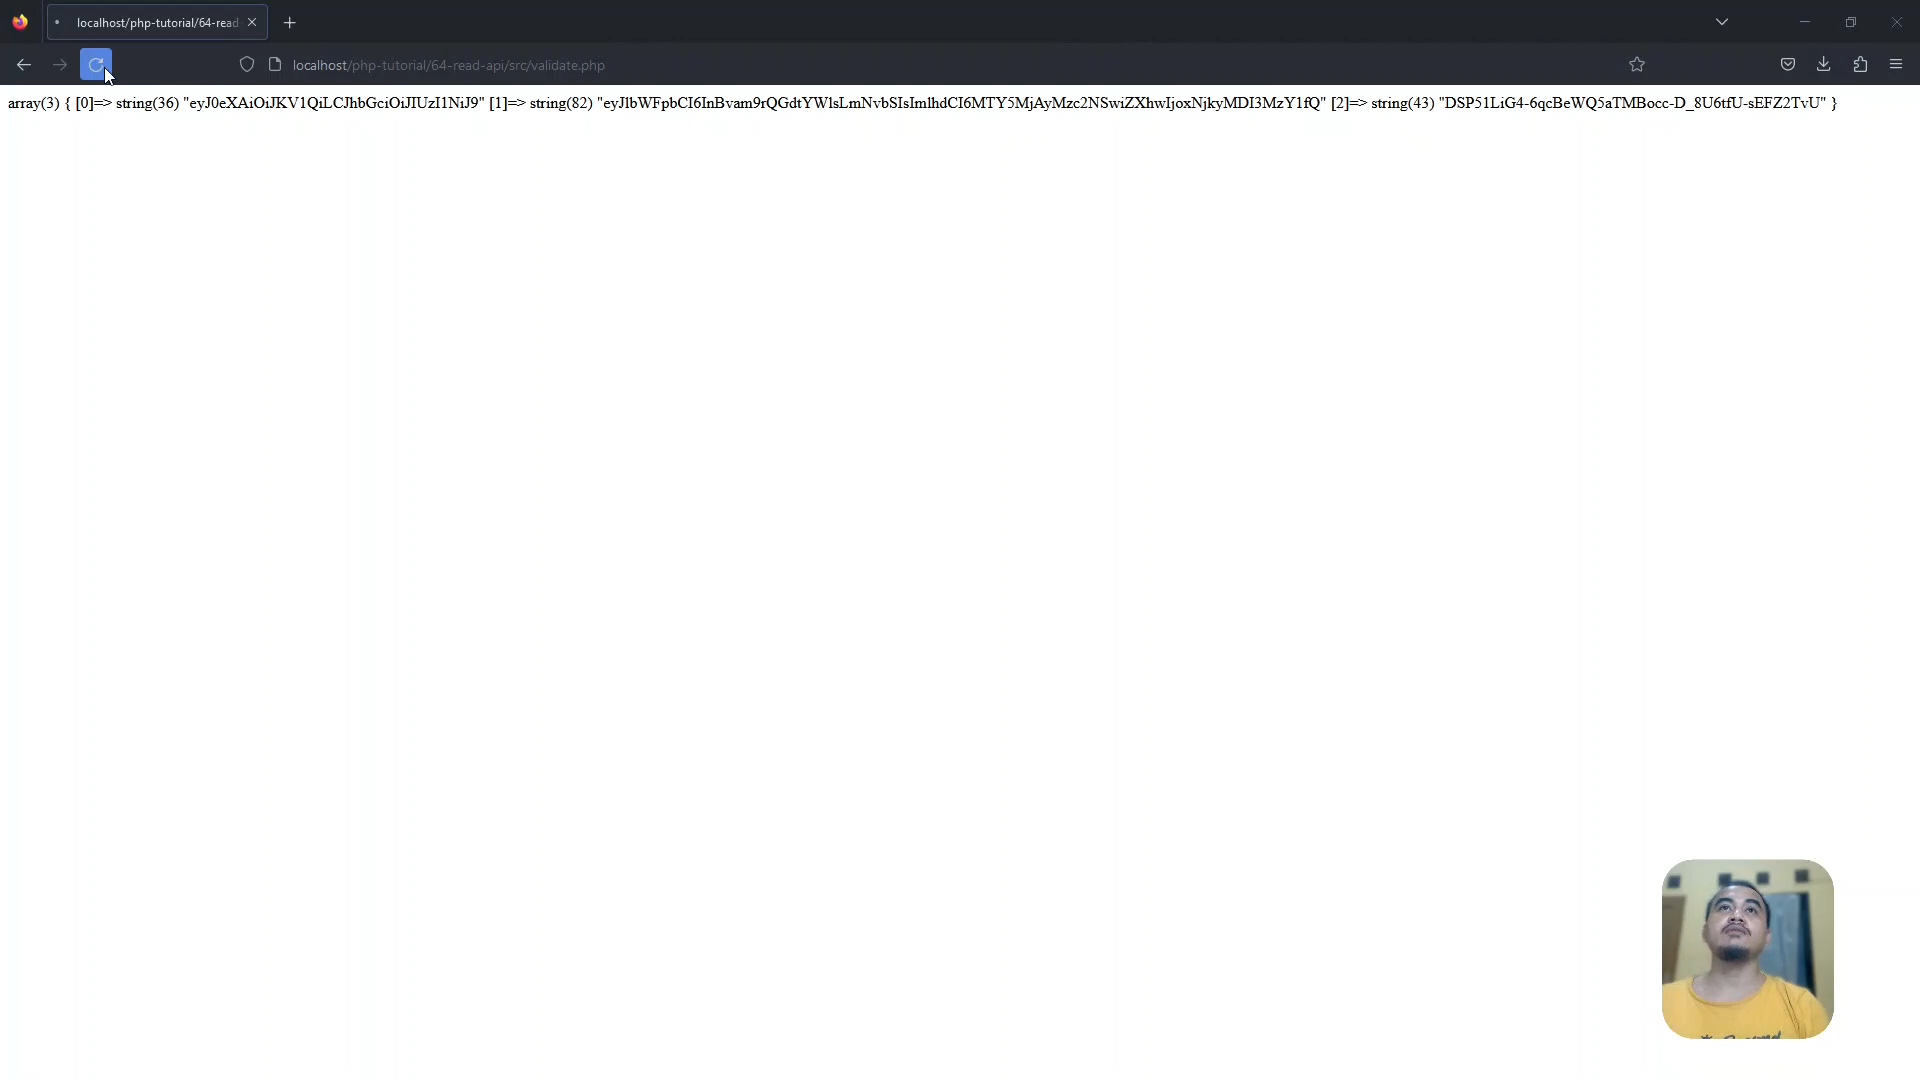 localhost/php-tutorial/64-read
localhost/php-tutorial/64-read-api/src/validate.php
array(3) { [0]=> string(36) "eyJ0eXAiOiJKV1QiLCJhbGciOiJIUzI1NiJ9" [1]=> string(82) "eyJlbWFpbCI6InBvam9rQGdtYWlsLmNvbSIsImlhdCI6MTY5MjAyMzc2NSwiZXhwIjoxNjkyMDI3MzY1fQ" [2]=> string(43) "DSP51LiG4-6qcBeWQ5aTMBocc-D_8U6tfU-sEFZ2TvU" }